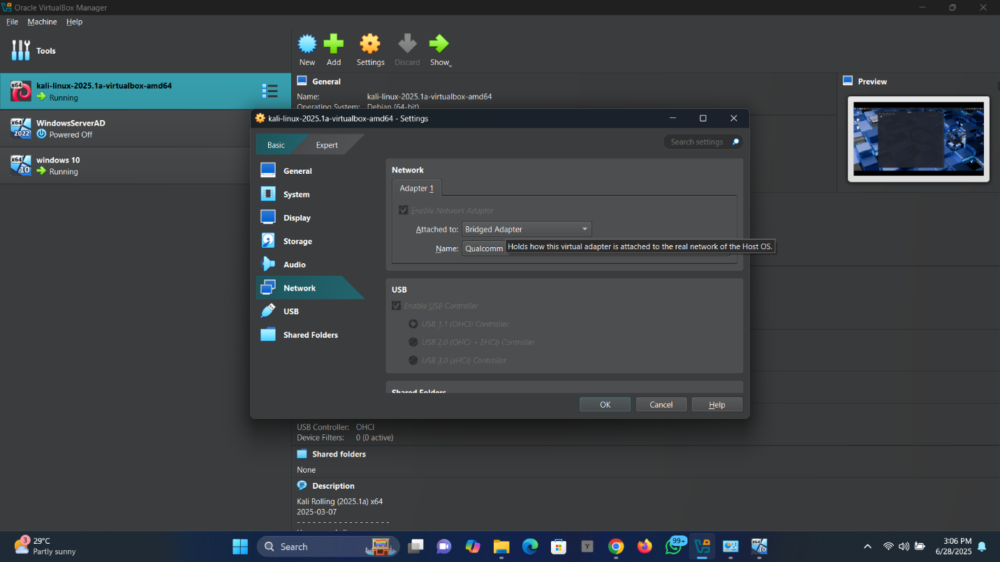 Oracle VirtualBox Manager
File Machine Help
Tools
New Add Settings Discard Show
x64
kali-linux-2025.1a-virtualbox-amd64
Running
x64
2022
WindowsServerAD
Powered Off
x64
10
windows 10
Running
General
Name: kali-linux-2025.1a-virtualbox-amd64
Operating System: Debian (64-bit)
Preview
kali-linux-2025.1a-virtualbox-amd64 - Settings
Basic Expert
Search settings
General
System
Display
Storage
Audio
Network
USB
Shared Folders
Network
Adapter 1
Enable Network Adapter
Attached to: Bridged Adapter
Name: Qualcomm
Holds how this virtual adapter is attached to the real network of the Host OS.
USB
Enable USB Controller
USB 1.1 (OHCI) Controller
USB 2.0 (OHCI + EHCI) Controller
USB 3.0 (xHCI) Controller
Shared Folders
OK Cancel Help
USB Controller: OHCI
Device Filters: 0 (0 active)
Shared folders
None
Description
Kali Rolling (2025.1a) x64
2025-03-07
- - - - - - - - - - - - - - - - - -
3
29°C
Partly sunny
Search
Y
99+
x64
10
3:06 PM
6/28/2025